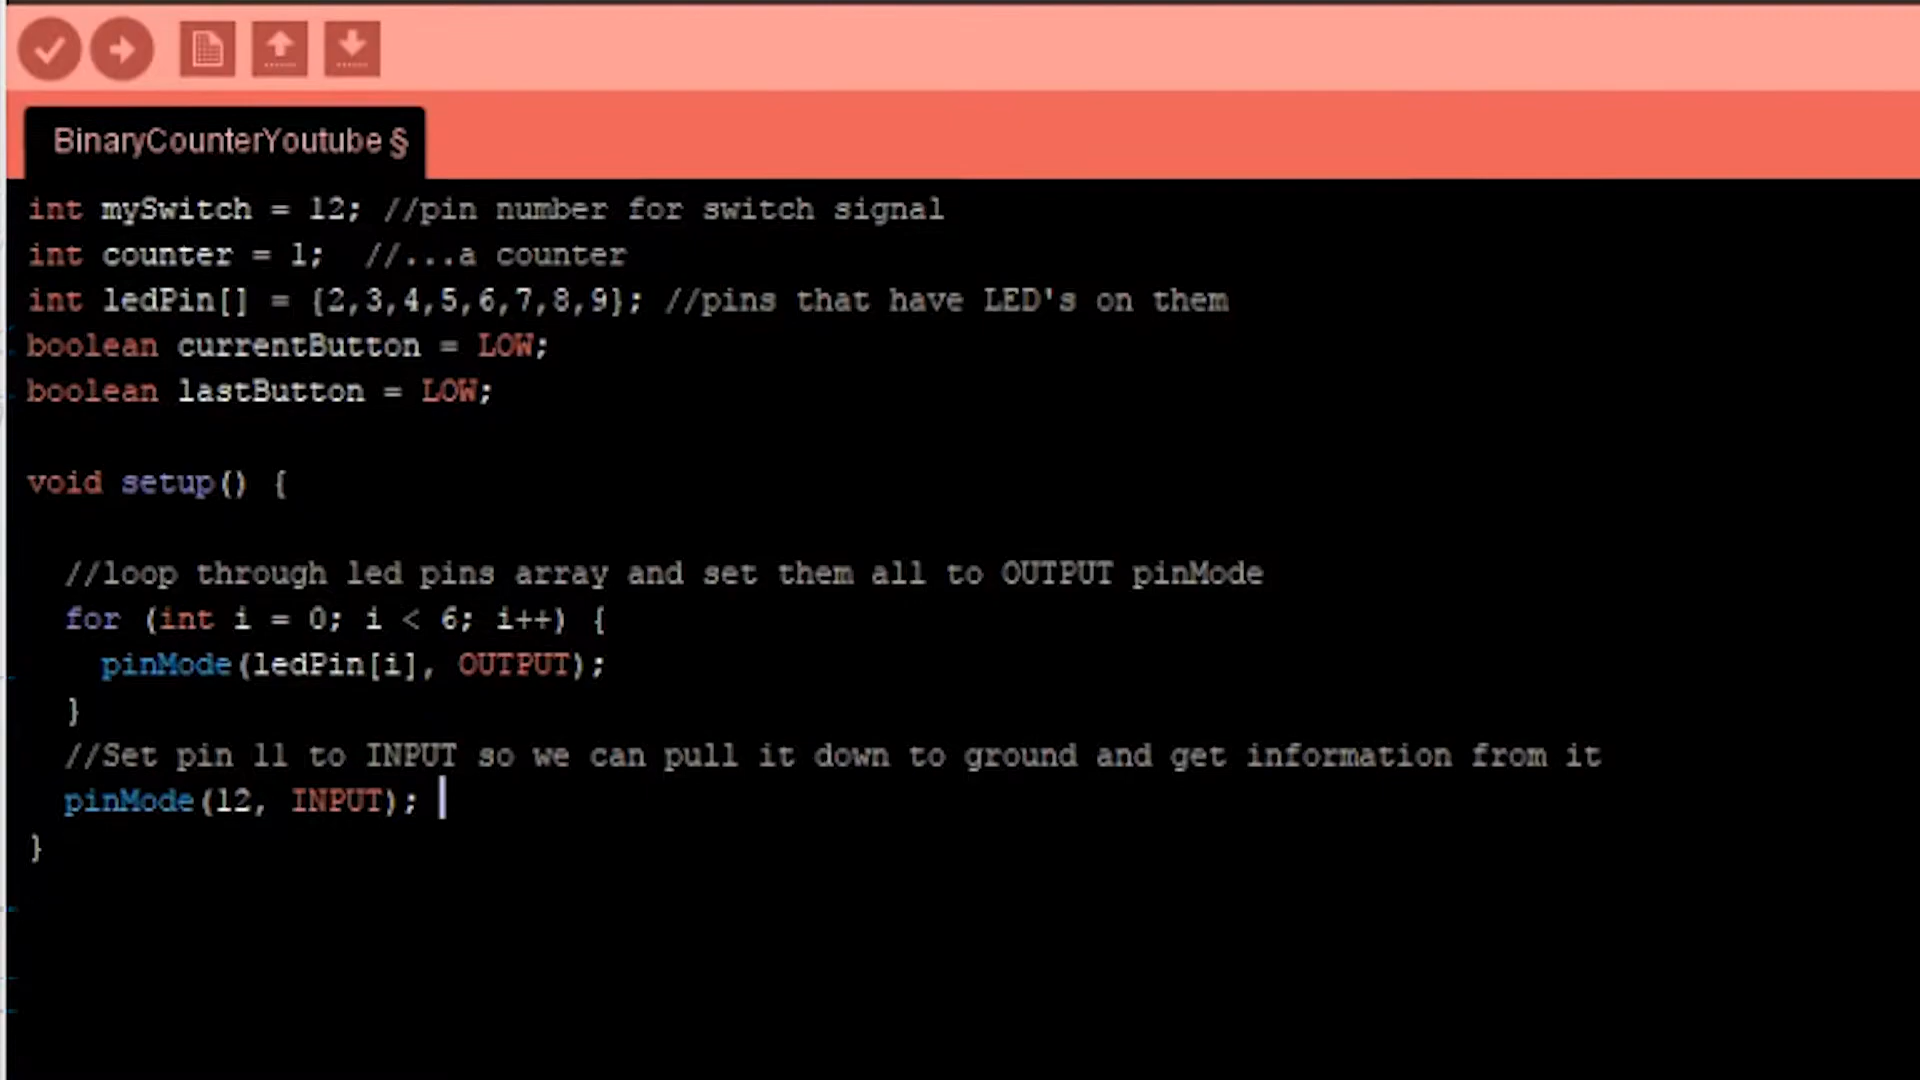 BinaryCounterYoutube §
int mySwitch = 12; //pin number for switch signal
int counter = 1;  //...a counter
int ledPin[] = {2,3,4,5,6,7,8,9}; //pins that have LED's on them
boolean currentButton = LOW;
boolean lastButton = LOW;
void setup() {
//loop through led pins array and set them all to OUTPUT pinMode
for (int i = 0; i < 6; i++) {
pinMode(ledPin[i], OUTPUT);
}
//Set pin 11 to INPUT so we can pull it down to ground and get information from it
pinMode(12, INPUT);
}